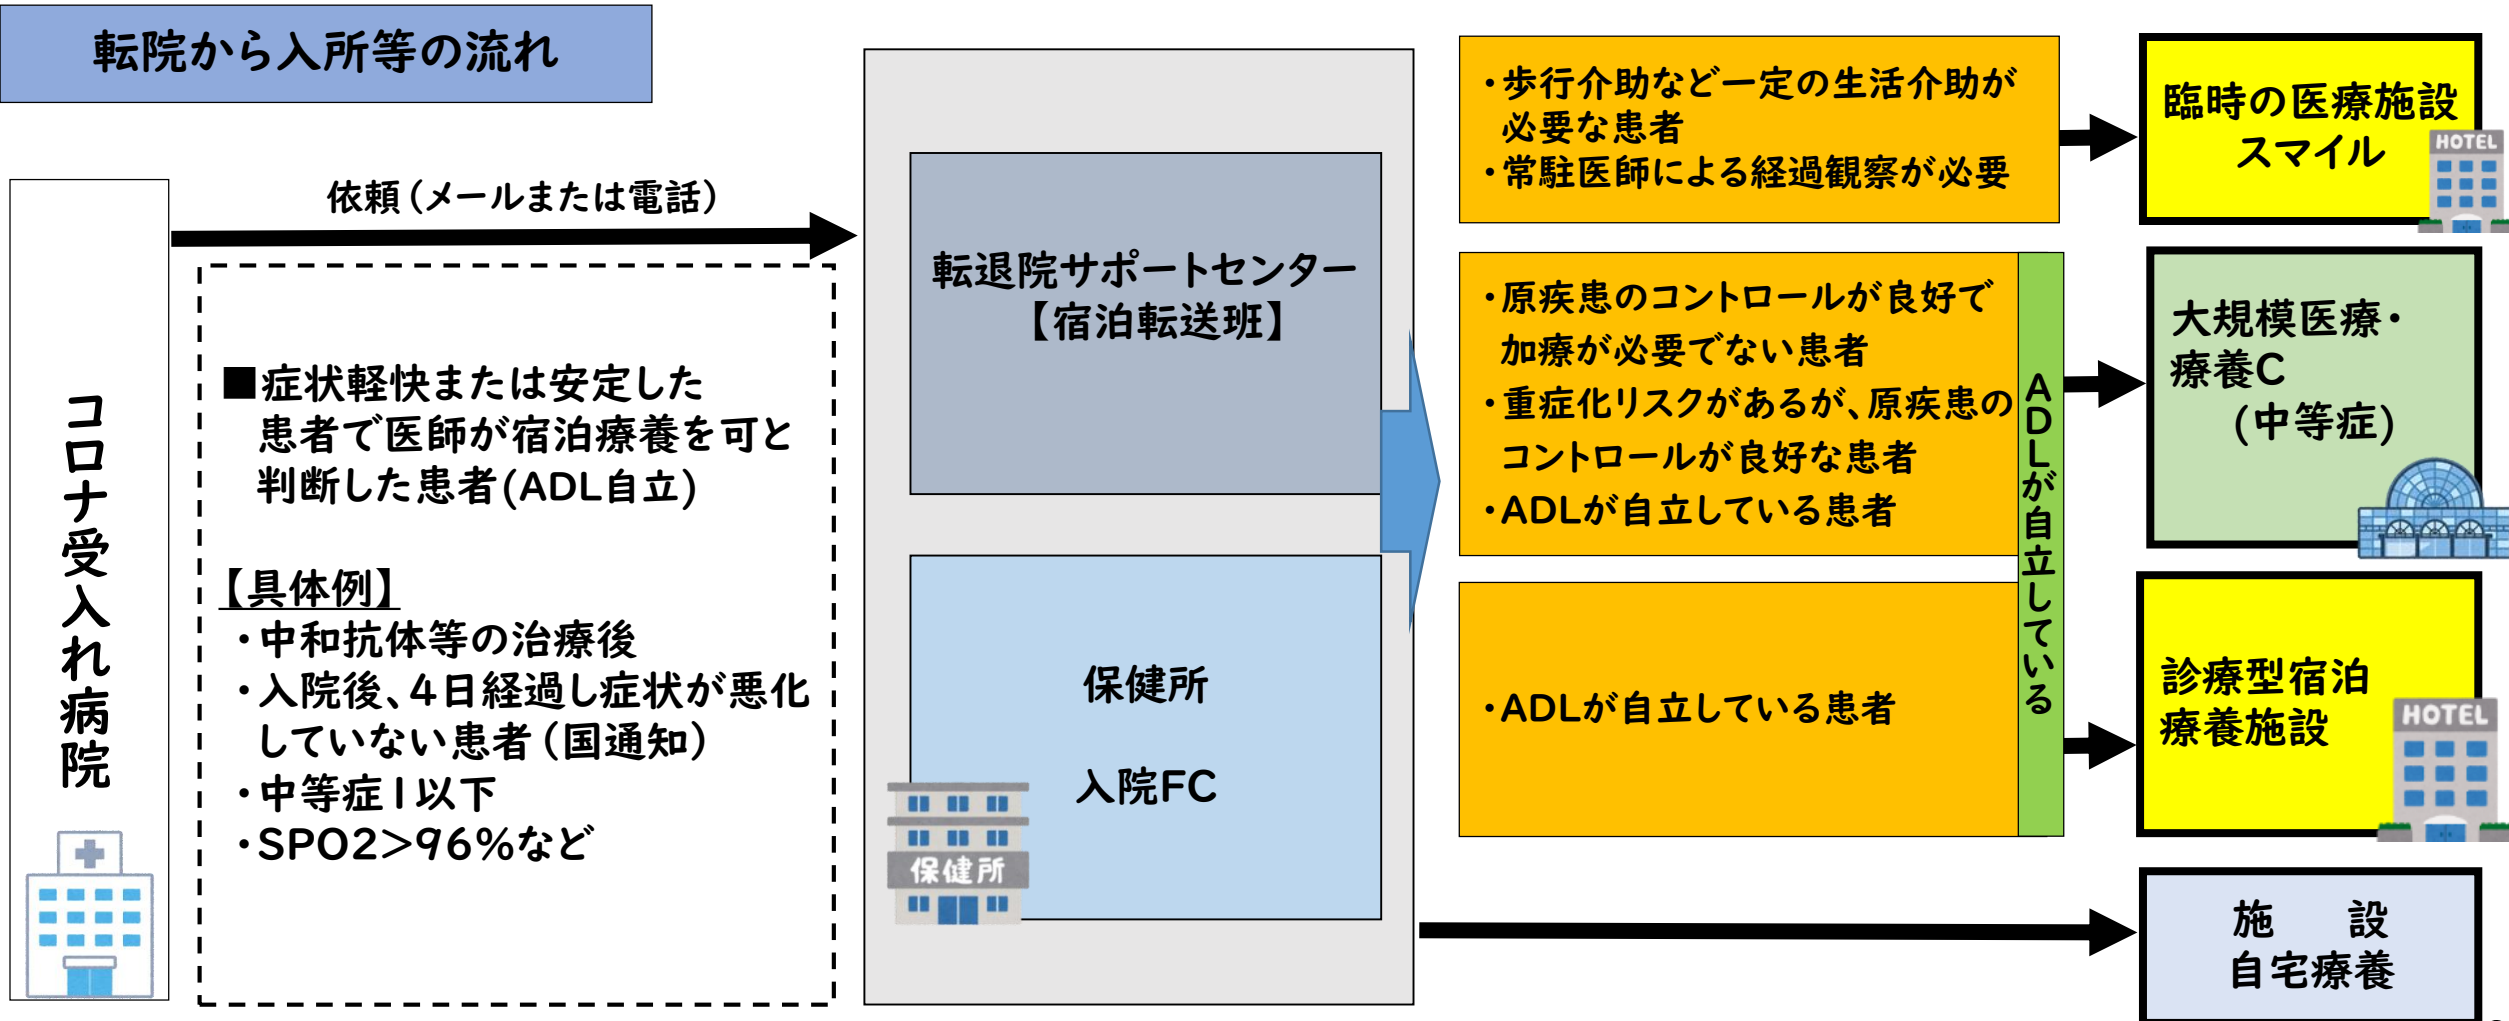 転院から入所等の流れ
コロナ受入れ病院
依頼(メールまたは電話)
■症状軽快または安定した
患者で医師が宿泊療養を可と
判断した患者(ADL自立)
【具体例】
・中和抗体等の治療後
・入院後、4日経過し症状が悪化
していない患者(国通知)
・中等症Ⅰ以下
・SPO2>96%など
転退院サポートセンター
【宿泊転送班】
保健所
入院FC
保健所
・歩行介助など一定の生活介助が
必要な患者
・常駐医師による経過観察が必要
・原疾患のコントロールが良好で
加療が必要でない患者
・重症化リスクがあるが、原疾患の
コントロールが良好な患者
・ADLが自立している患者
・ADLが自立している患者
ADLが自立している
臨時の医療施設
スマイル
HOTEL
大規模医療・
療養C
(中等症)
診療型宿泊
療養施設
HOTEL
施　設
自宅療養